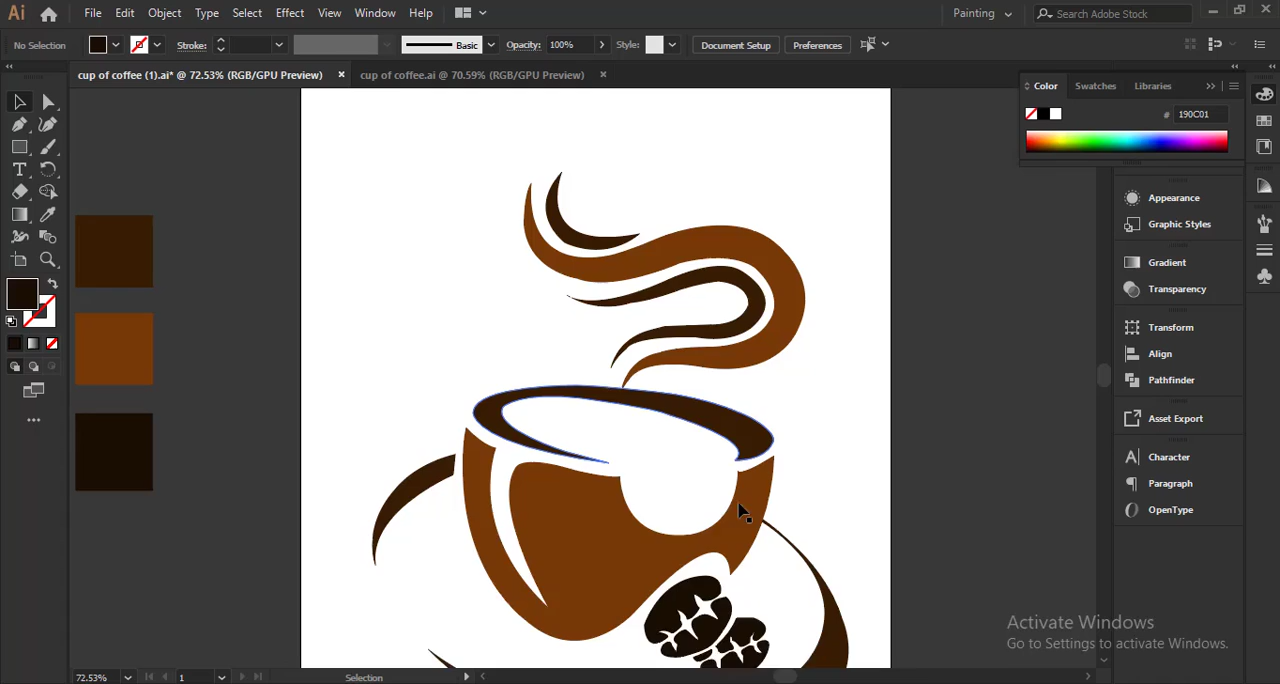 Ai File Edit Object Type Select Effect View Window Help Painting Search Adobe Stock
No Selection Stroke: Basic Opacity: 100% Style: Document Setup Preferences
cup of coffee (1).ai* @ 72.53% (RGB/GPU Preview) cup of coffee.ai @ 70.59% (RGB/GPU Preview)
Color Swatches Libraries
# 190C01
Appearance
Graphic Styles
Gradient
Transparency
Transform
Align
Pathfinder
Asset Export
Character
Paragraph
OpenType
Activate Windows
Go to Settings to activate Windows.
72.53% 1 Selection